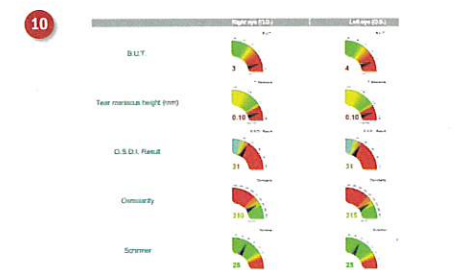 10
Right eye (O.D.) Left eye (O.S.)
B.U.T.
3 4
Tear meniscus height (mm)
0.10 0.10
O.S.D.I. Result
31 31
Osmolarity
310 315
Schirmer
20 25